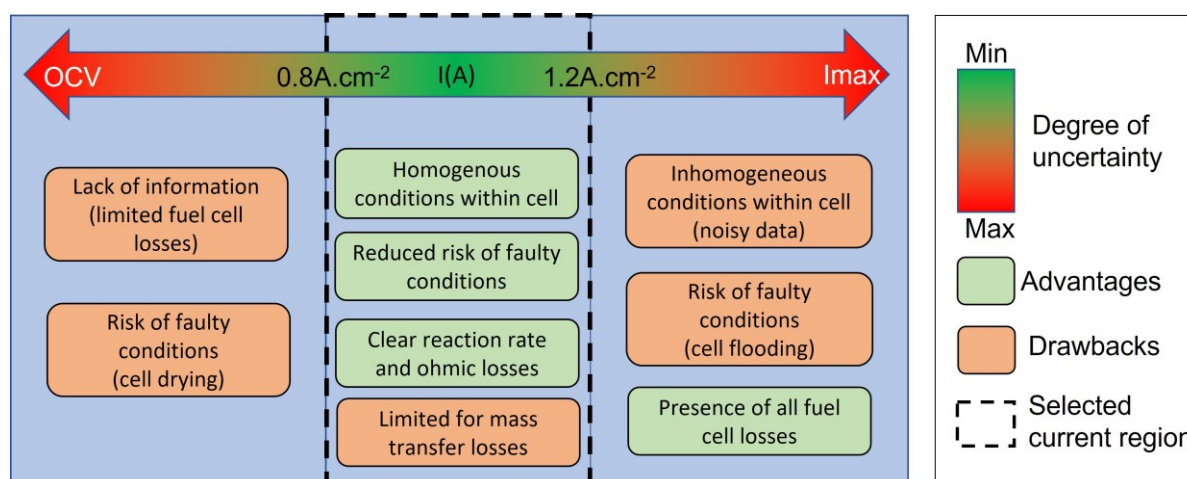 OCV
0.8A.cm-2
I(A)
1.2A.cm-2
Imax
Lack of information
(limited fuel cell
losses)
Risk of faulty
conditions
(cell drying)
Homogenous
conditions within cell
Reduced risk of faulty
conditions
Clear reaction rate
and ohmic losses
Limited for mass
transfer losses
Inhomogeneous
conditions within cell
(noisy data)
Risk of faulty
conditions
(cell flooding)
Presence of all fuel
cell losses
Min
Degree of
uncertainty
Max
Advantages
Drawbacks
Selected
current region